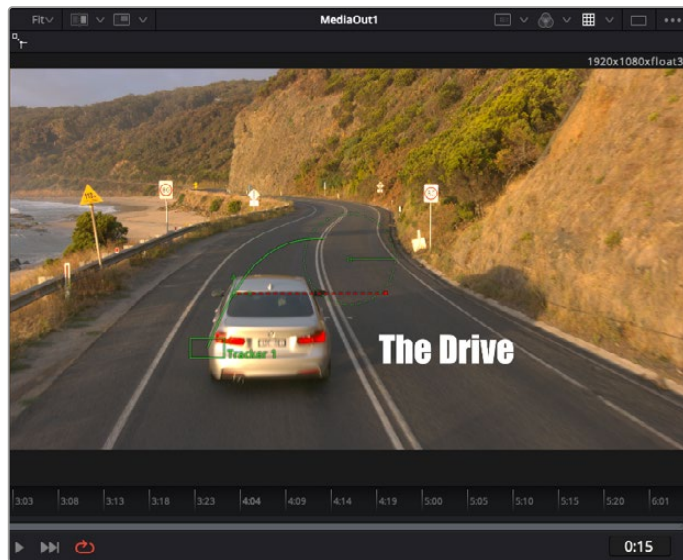 Fit
MediaOut1
1920x1080xfloat3
Tracker 1
The Drive
3:03 3:08 3:13 3:18 3:23 4:04 4:09 4:14 4:19 5:00 5:05 5:10 5:15 5:20 6:01
0:15